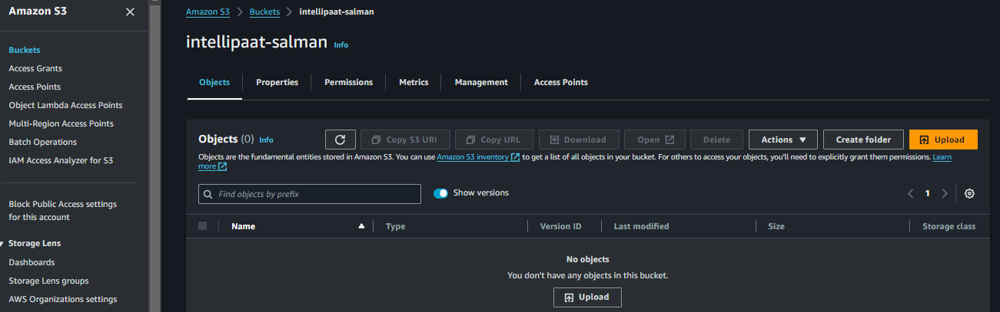 Amazon S3
Buckets
Access Grants
Access Points
Object Lambda Access Points
Multi-Region Access Points
Batch Operations
IAM Access Analyzer for S3
Block Public Access settings
for this account
Storage Lens
Dashboards
Storage Lens groups
AWS Organizations settings
Amazon S3 > Buckets > intellipaat-salman
intellipaat-salman Info
Objects Properties Permissions Metrics Management Access Points
Objects (0) Info Copy S3 URI Copy URL Download Open Delete Actions Create folder Upload
Objects are the fundamental entities stored in Amazon S3. You can use Amazon S3 inventory to get a list of all objects in your bucket. For others to access your objects, you'll need to explicitly grant them permissions. Learn
more
Find objects by prefix Show versions 1
Name Type Version ID Last modified Size Storage class
No objects
You don't have any objects in this bucket.
Upload